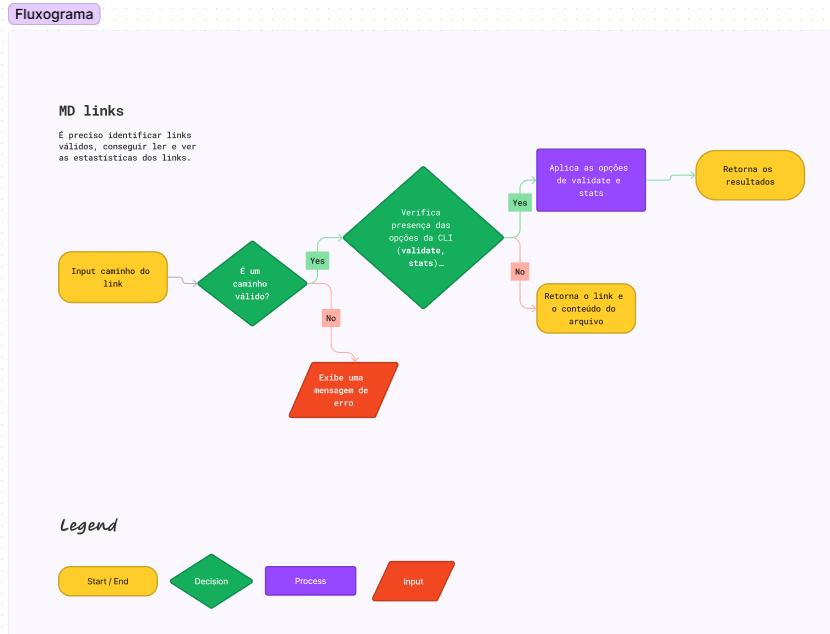 Fluxograma
MD links
É preciso identificar links
válidos, conseguir ler e ver
as estastísticas dos links.
Input caminho do
link
É um
caminho
válido?
Yes
No
Exibe uma
mensagem de
erro
Verifica
presença das
opções da CLI
(validate,
stats)…
Yes
No
Aplica as opções
de validate e
stats
Retorna os
resultados
Retorna o link e
o conteúdo do
arquivo
Legend
Start / End
Decision
Process
Input